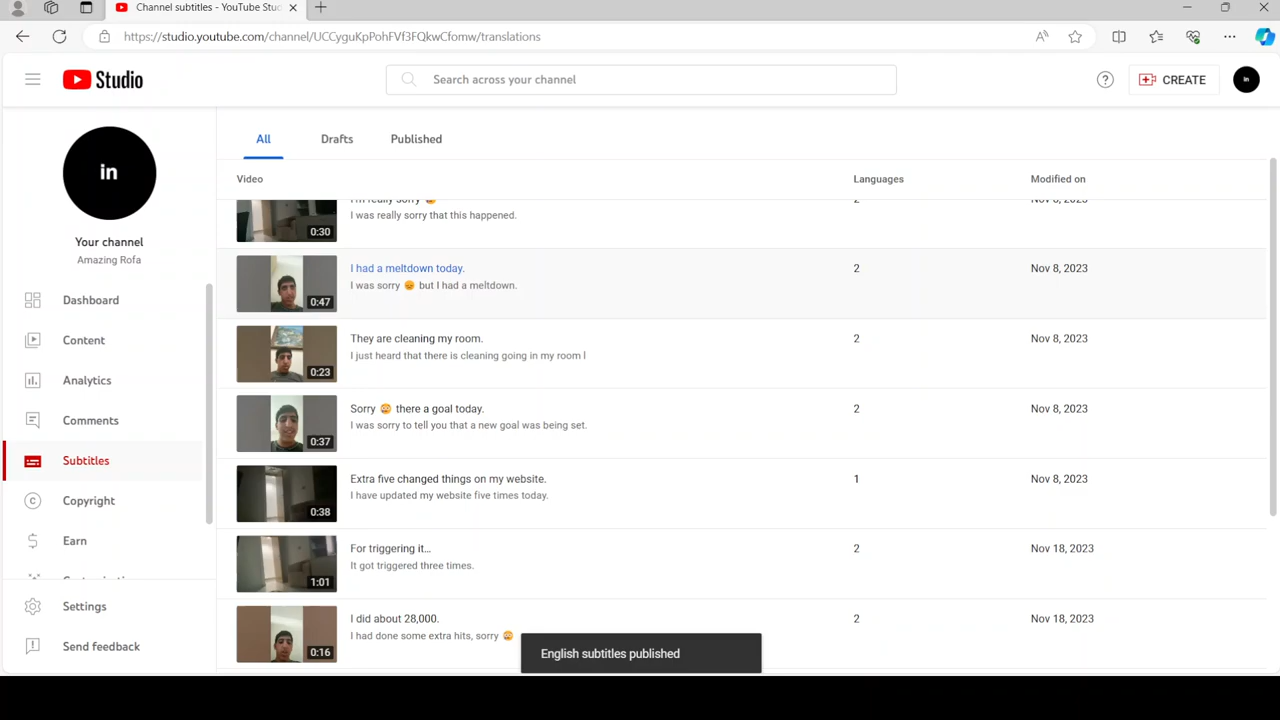 Channel subtitles - YouTube Stu
https://studio.youtube.com/channel/UCCyguKpPohFVf3FQkwCfomw/translations
Studio
Search across your channel
CREATE
in
in
Your channel
Amazing Rofa
Dashboard
Content
Analytics
Comments
Subtitles
Copyright
Earn
Settings
Send feedback
All Drafts Published
Video Languages Modified on
I'm really sorry 2 Nov 8, 2023
I was really sorry that this happened.
0:30
I had a meltdown today. 2 Nov 8, 2023
I was sorry 😞 but I had a meltdown.
0:47
They are cleaning my room. 2 Nov 8, 2023
I just heard that there is cleaning going in my room I
0:23
Sorry 😩 there a goal today. 2 Nov 8, 2023
I was sorry to tell you that a new goal was being set.
0:37
Extra five changed things on my website. 1 Nov 8, 2023
I have updated my website five times today.
0:38
For triggering it... 2 Nov 18, 2023
It got triggered three times.
1:01
I did about 28,000. 2 Nov 18, 2023
I had done some extra hits, sorry 😩
0:16
English subtitles published